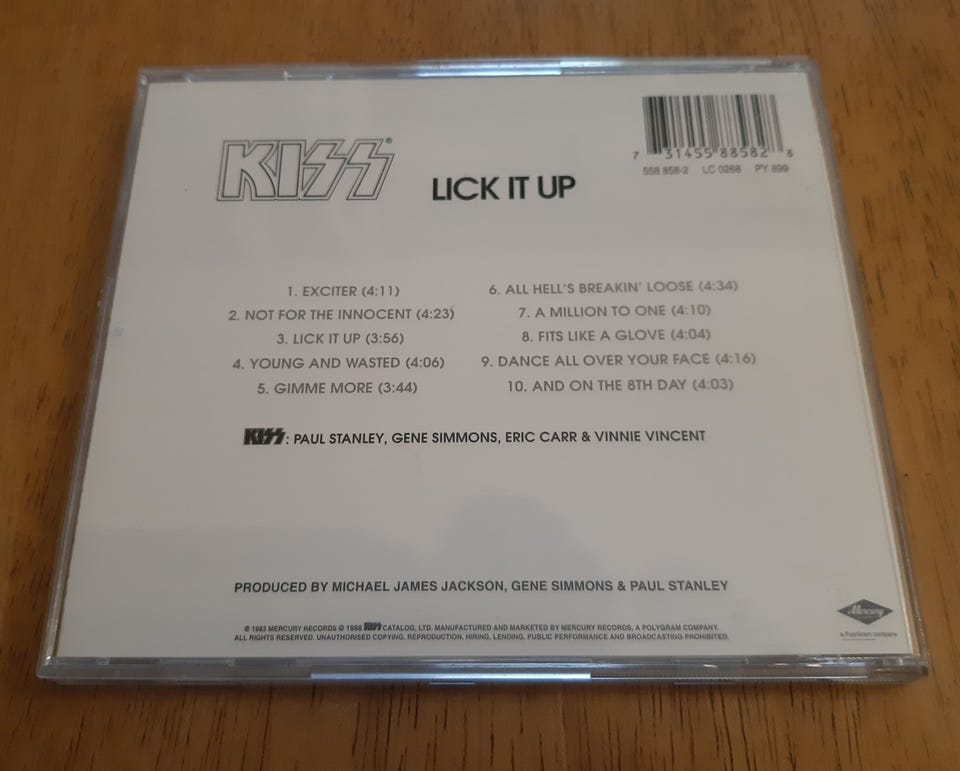 7 31455 88582 8
558 858-2 LC 0268 PY 899
KISS®
LICK IT UP
1. EXCITER (4:11)
2. NOT FOR THE INNOCENT (4:23)
3. LICK IT UP (3:56)
4. YOUNG AND WASTED (4:06)
5. GIMME MORE (3:44)
6. ALL HELL'S BREAKIN' LOOSE (4:34)
7. A MILLION TO ONE (4:10)
8. FITS LIKE A GLOVE (4:04)
9. DANCE ALL OVER YOUR FACE (4:16)
10. AND ON THE 8TH DAY (4:03)
KISS: PAUL STANLEY, GENE SIMMONS, ERIC CARR & VINNIE VINCENT
PRODUCED BY MICHAEL JAMES JACKSON, GENE SIMMONS & PAUL STANLEY
℗ 1983 MERCURY RECORDS © 1998 KISS CATALOG, LTD. MANUFACTURED AND MARKETED BY MERCURY RECORDS, A POLYGRAM COMPANY.
ALL RIGHTS RESERVED. UNAUTHORISED COPYING, REPRODUCTION, HIRING, LENDING, PUBLIC PERFORMANCE AND BROADCASTING PROHIBITED.
Mercury
a PolyGram company